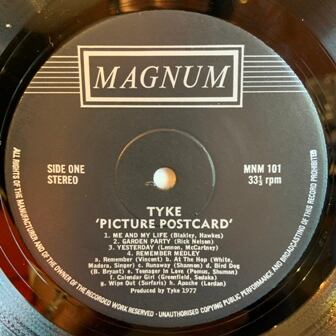 MAGNUM
SIDE ONE
STEREO
MNM 101
33⅓ rpm
TYKE
'PICTURE POSTCARD'
1. ME AND MY LIFE (Blakley, Hawkes)
2. GARDEN PARTY (Rick Nelson)
3. YESTERDAY (Lennon, McCartney)
4. REMEMBER MEDLEY
a. Remember (Vincent) b. At The Hop (White,
Madora, Singer) c. Runaway (Shannon) d. Bird Dog
(B. Bryant) e. Teenager In Love (Pomus, Shuman)
f. Calendar Girl (Greenfield, Sedaka)
g. Wipe Out (Surfaris) h. Apache (Lordan)
Produced by Tyke 1977
ALL RIGHTS OF THE MANUFACTURER AND OF THE OWNER OF THE RECORDED WORK RESERVED - UNAUTHORISED COPYING PUBLIC PERFORMANCE AND BROADCASTING OF THIS RECORD PROHIBITED